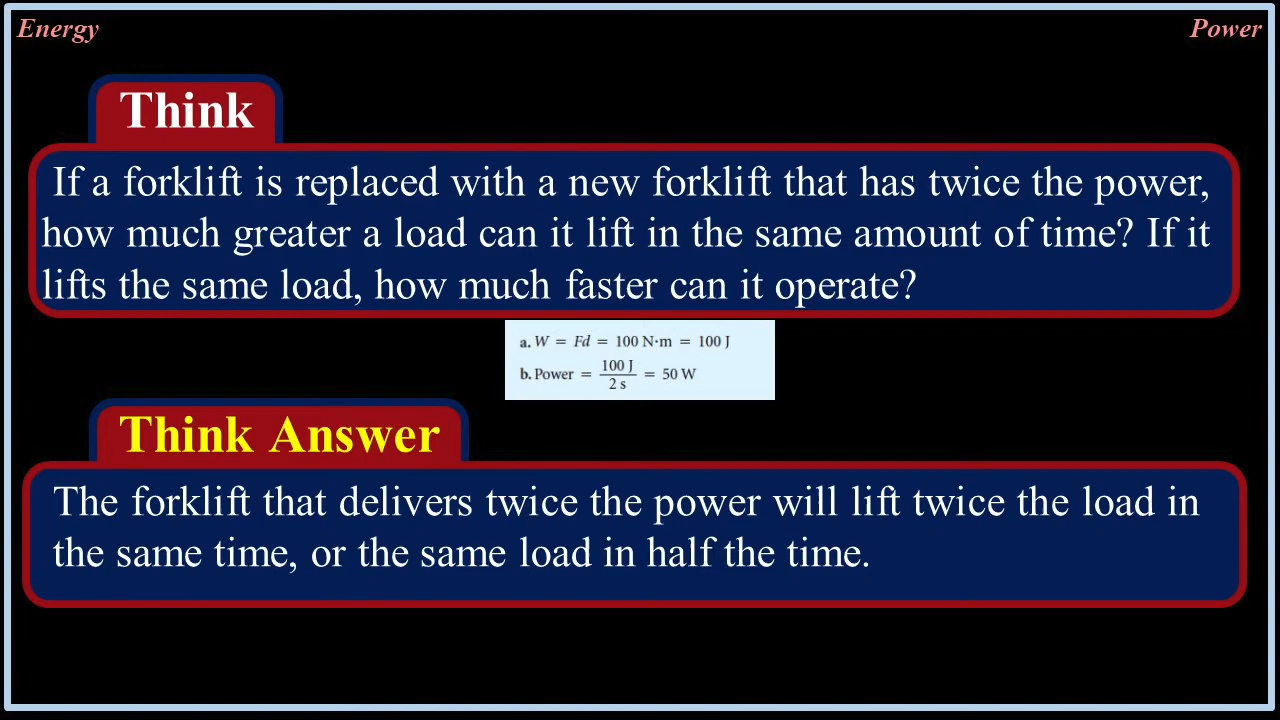 Energy
Power
Think
If a forklift is replaced with a new forklift that has twice the power,
how much greater a load can it lift in the same amount of time? If it
lifts the same load, how much faster can it operate?
a. W = Fd = 100 N·m = 100 J
b. Power = 100 J / 2 s = 50 W
Think Answer
The forklift that delivers twice the power will lift twice the load in
the same time, or the same load in half the time.